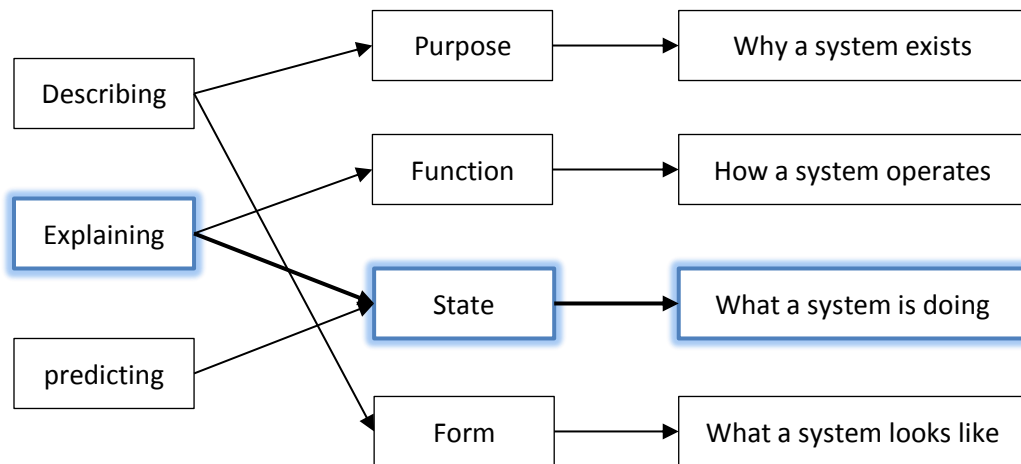 Purpose
Why a system exists
Describing
Function
How a system operates
Explaining
State
What a system is doing
predicting
Form
What a system looks like